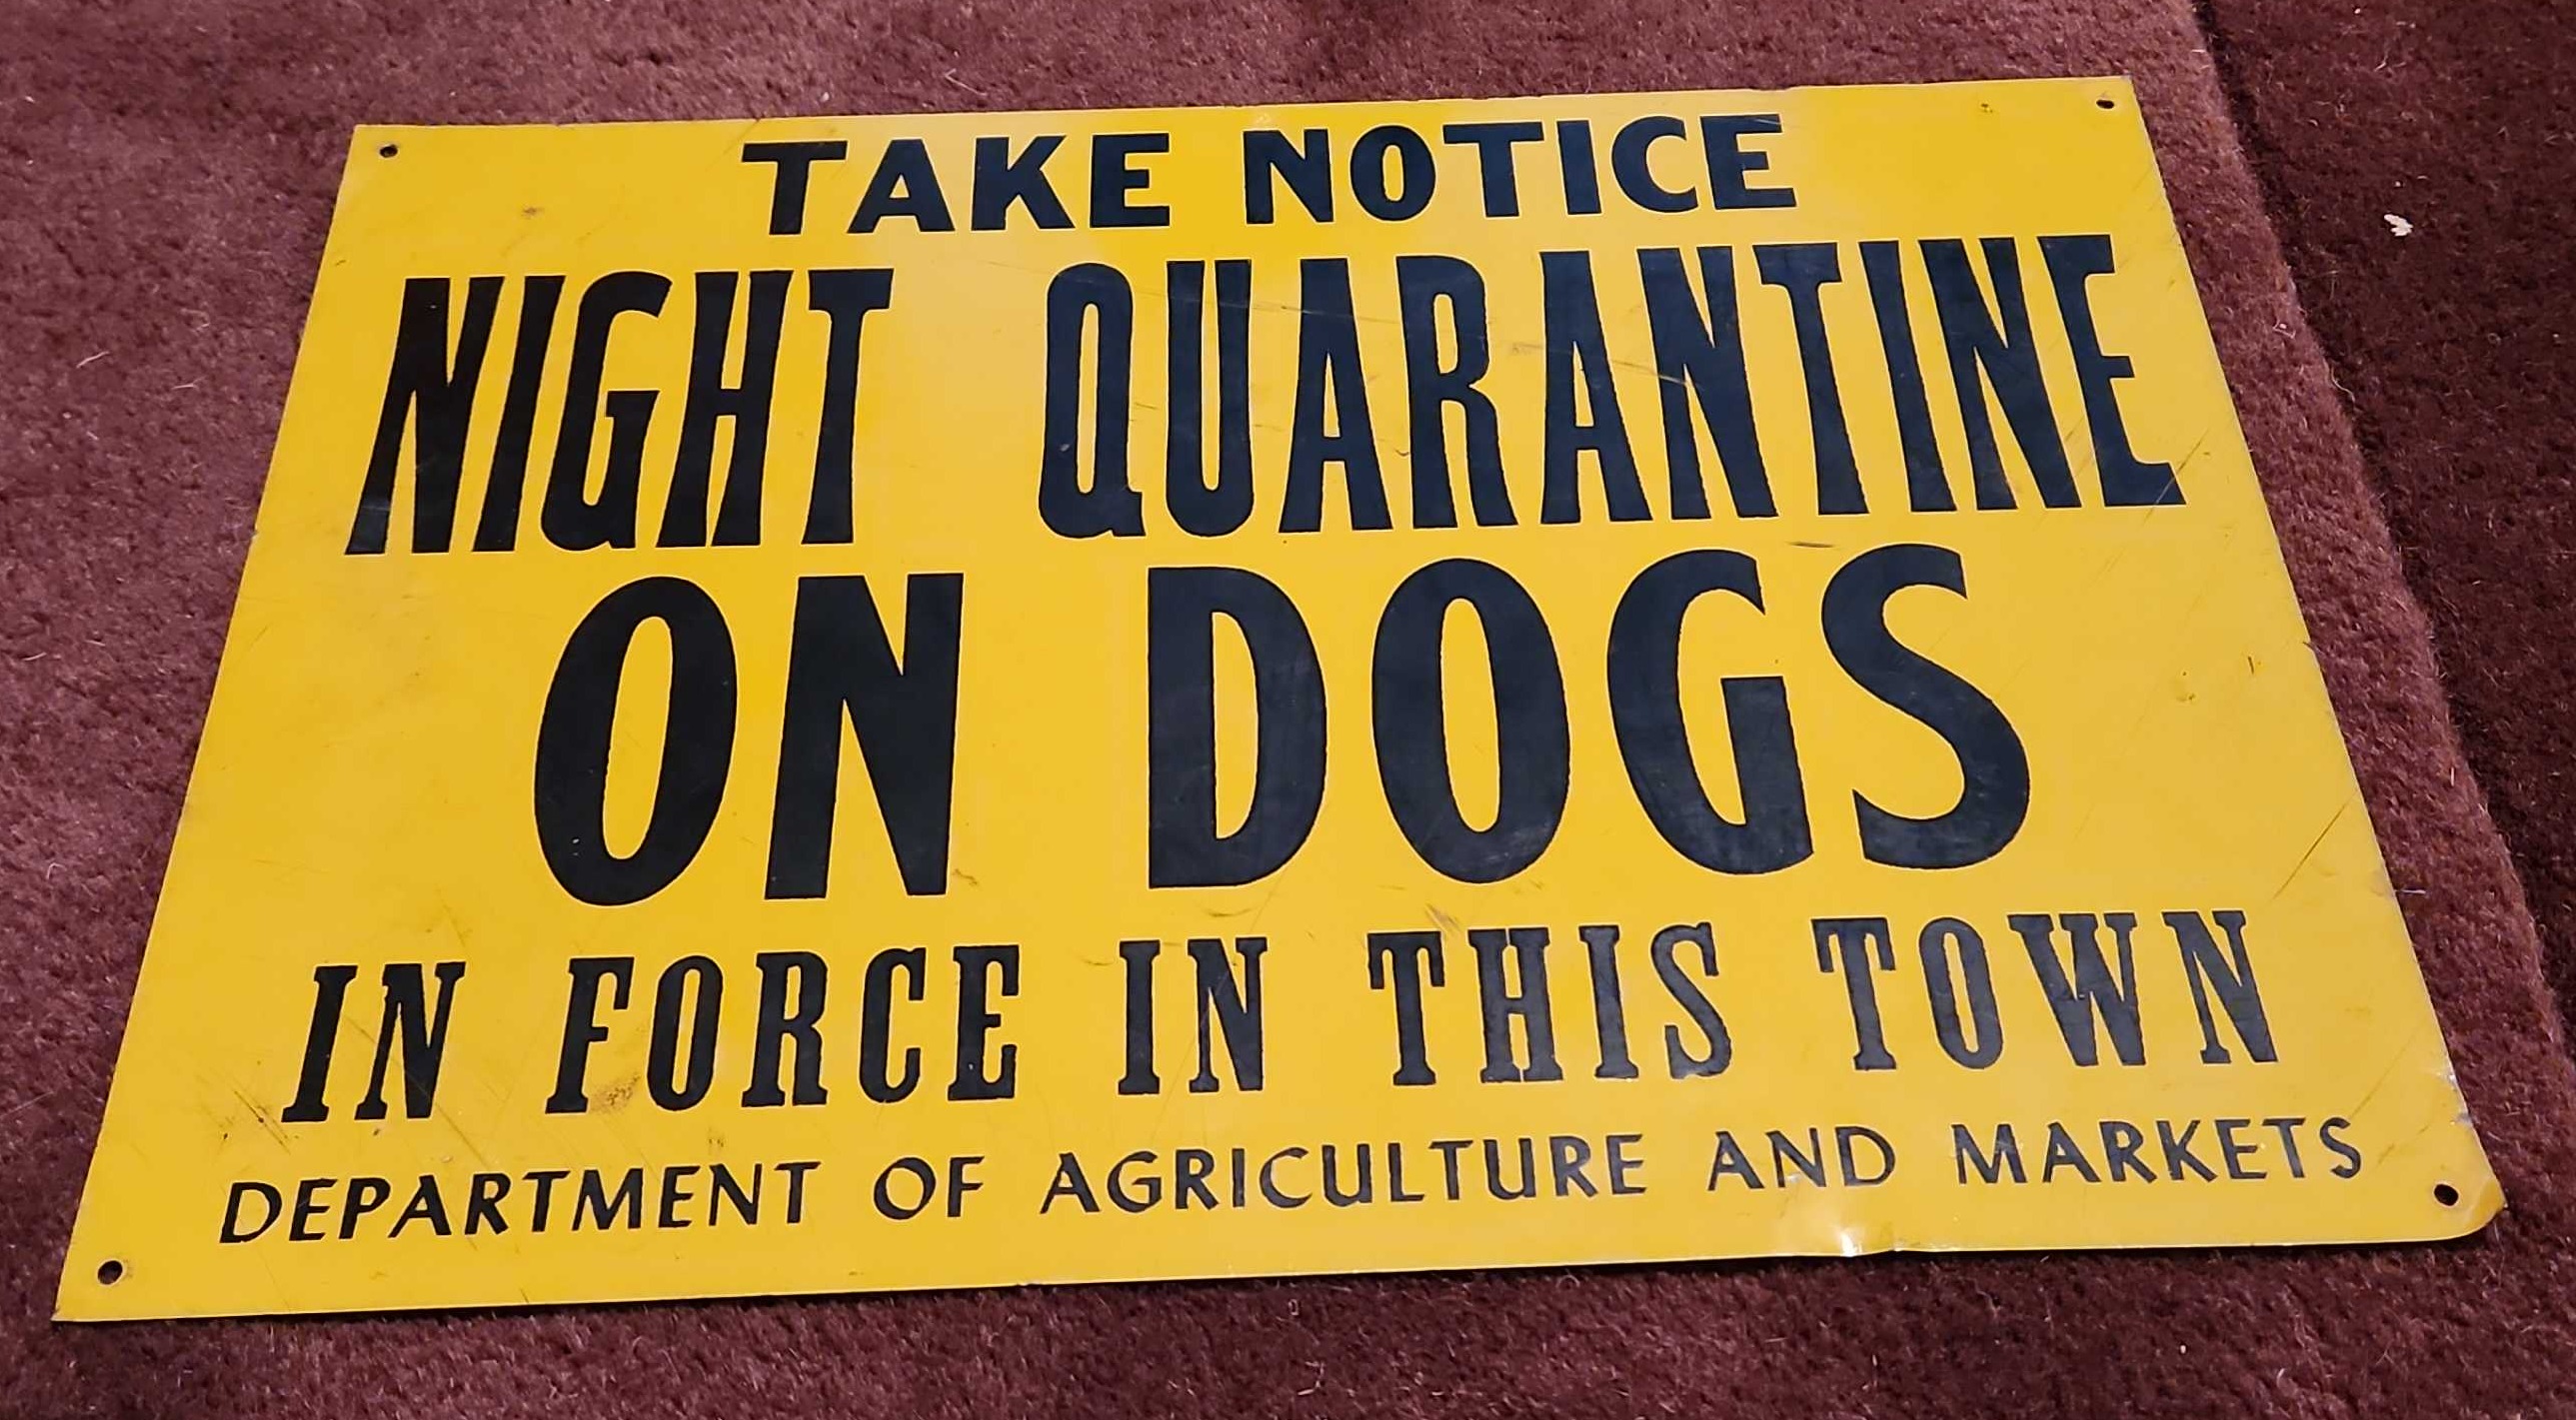 TAKE NOTICE
NIGHT QUARANTINE
ON DOGS
IN FORCE IN THIS TOWN
DEPARTMENT OF AGRICULTURE AND MARKETS